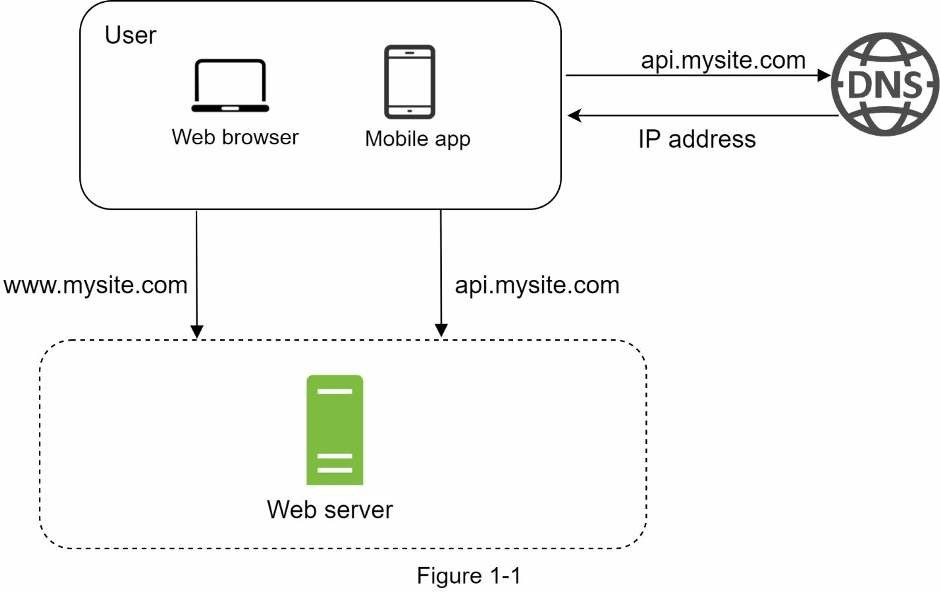 User
api.mysite.com
DNS
Web browser
Mobile app
IP address
www.mysite.com
api.mysite.com
Web server
Figure 1-1